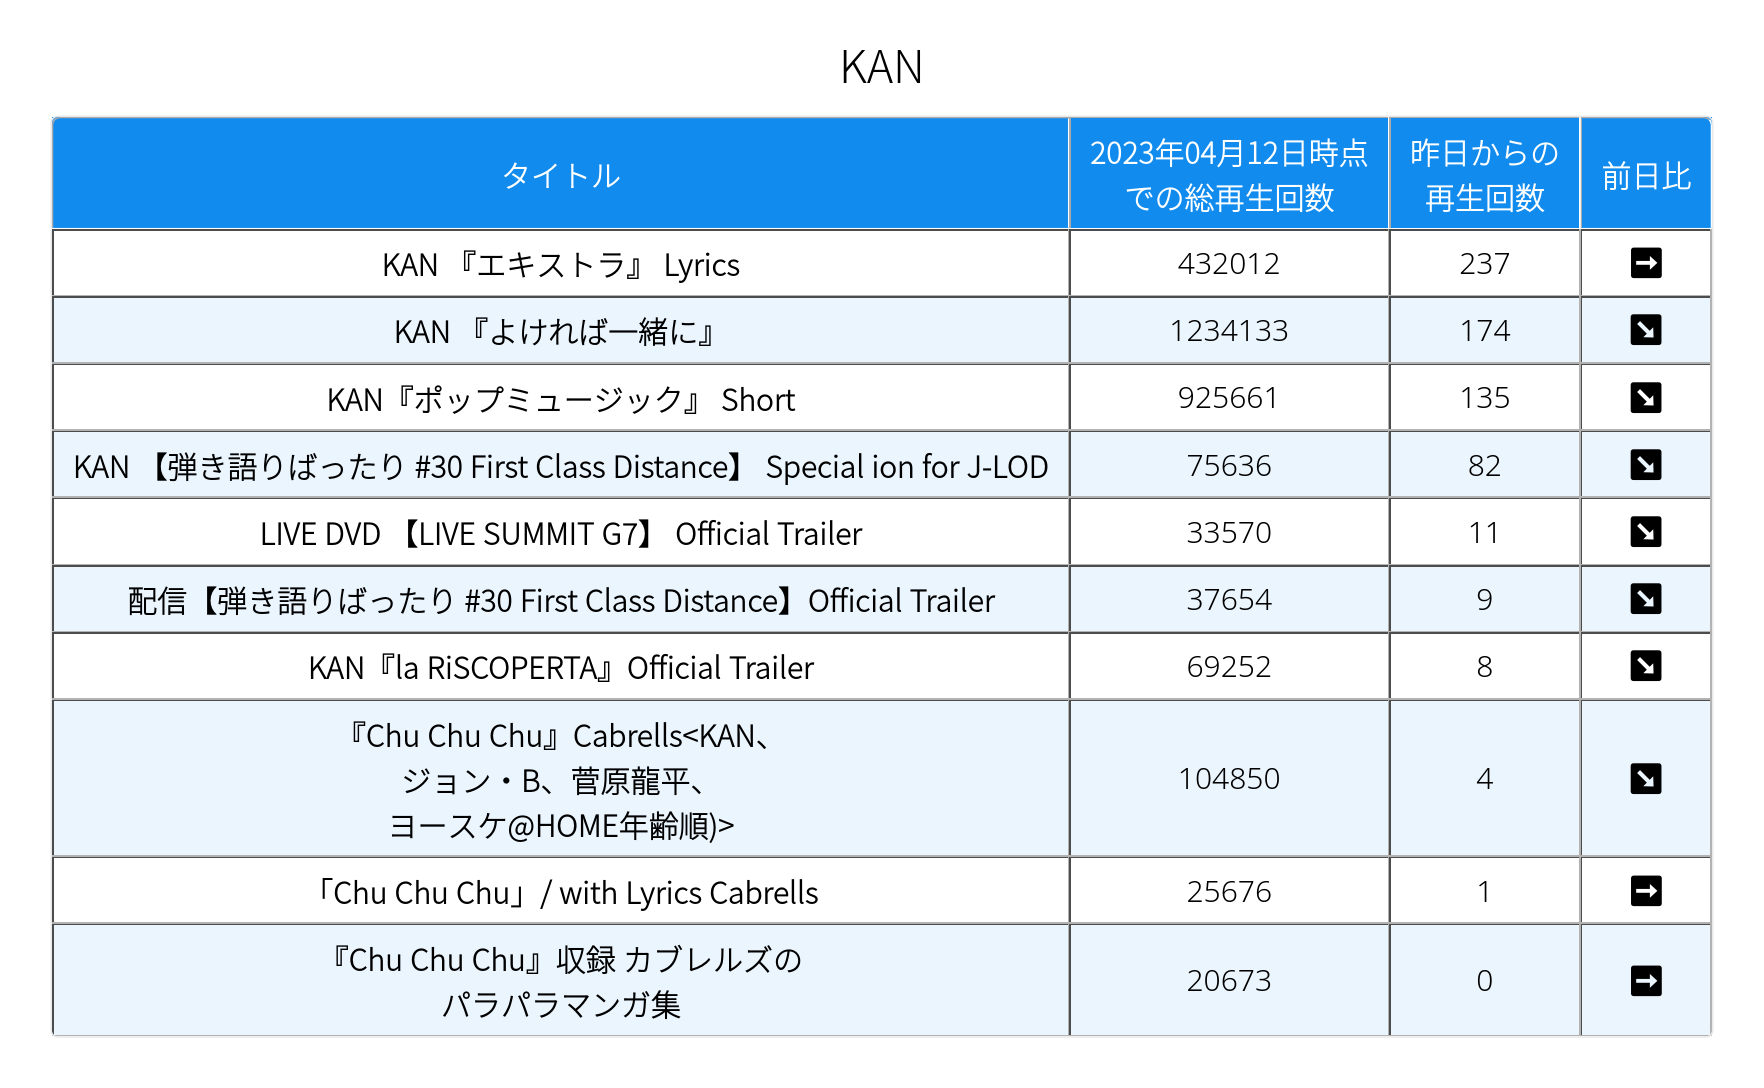 KAN
タイトル
2023年04月12日時点
での総再生回数
昨日からの
再生回数
前日比
KAN 『エキストラ』 Lyrics 432012 237
KAN 『よければ一緒に』 1234133 174
KAN『ポップミュージック』 Short 925661 135
KAN 【弾き語りばったり #30 First Class Distance】 Special ion for J-LOD 75636 82
LIVE DVD 【LIVE SUMMIT G7】 Official Trailer 33570 11
配信【弾き語りばったり #30 First Class Distance】Official Trailer 37654 9
KAN『la RiSCOPERTA』Official Trailer 69252 8
『Chu Chu Chu』Cabrells<KAN、
ジョン・B、菅原龍平、
ヨースケ@HOME年齢順)>
104850 4
「Chu Chu Chu」/ with Lyrics Cabrells 25676 1
『Chu Chu Chu』収録 カブレルズの
パラパラマンガ集
20673 0